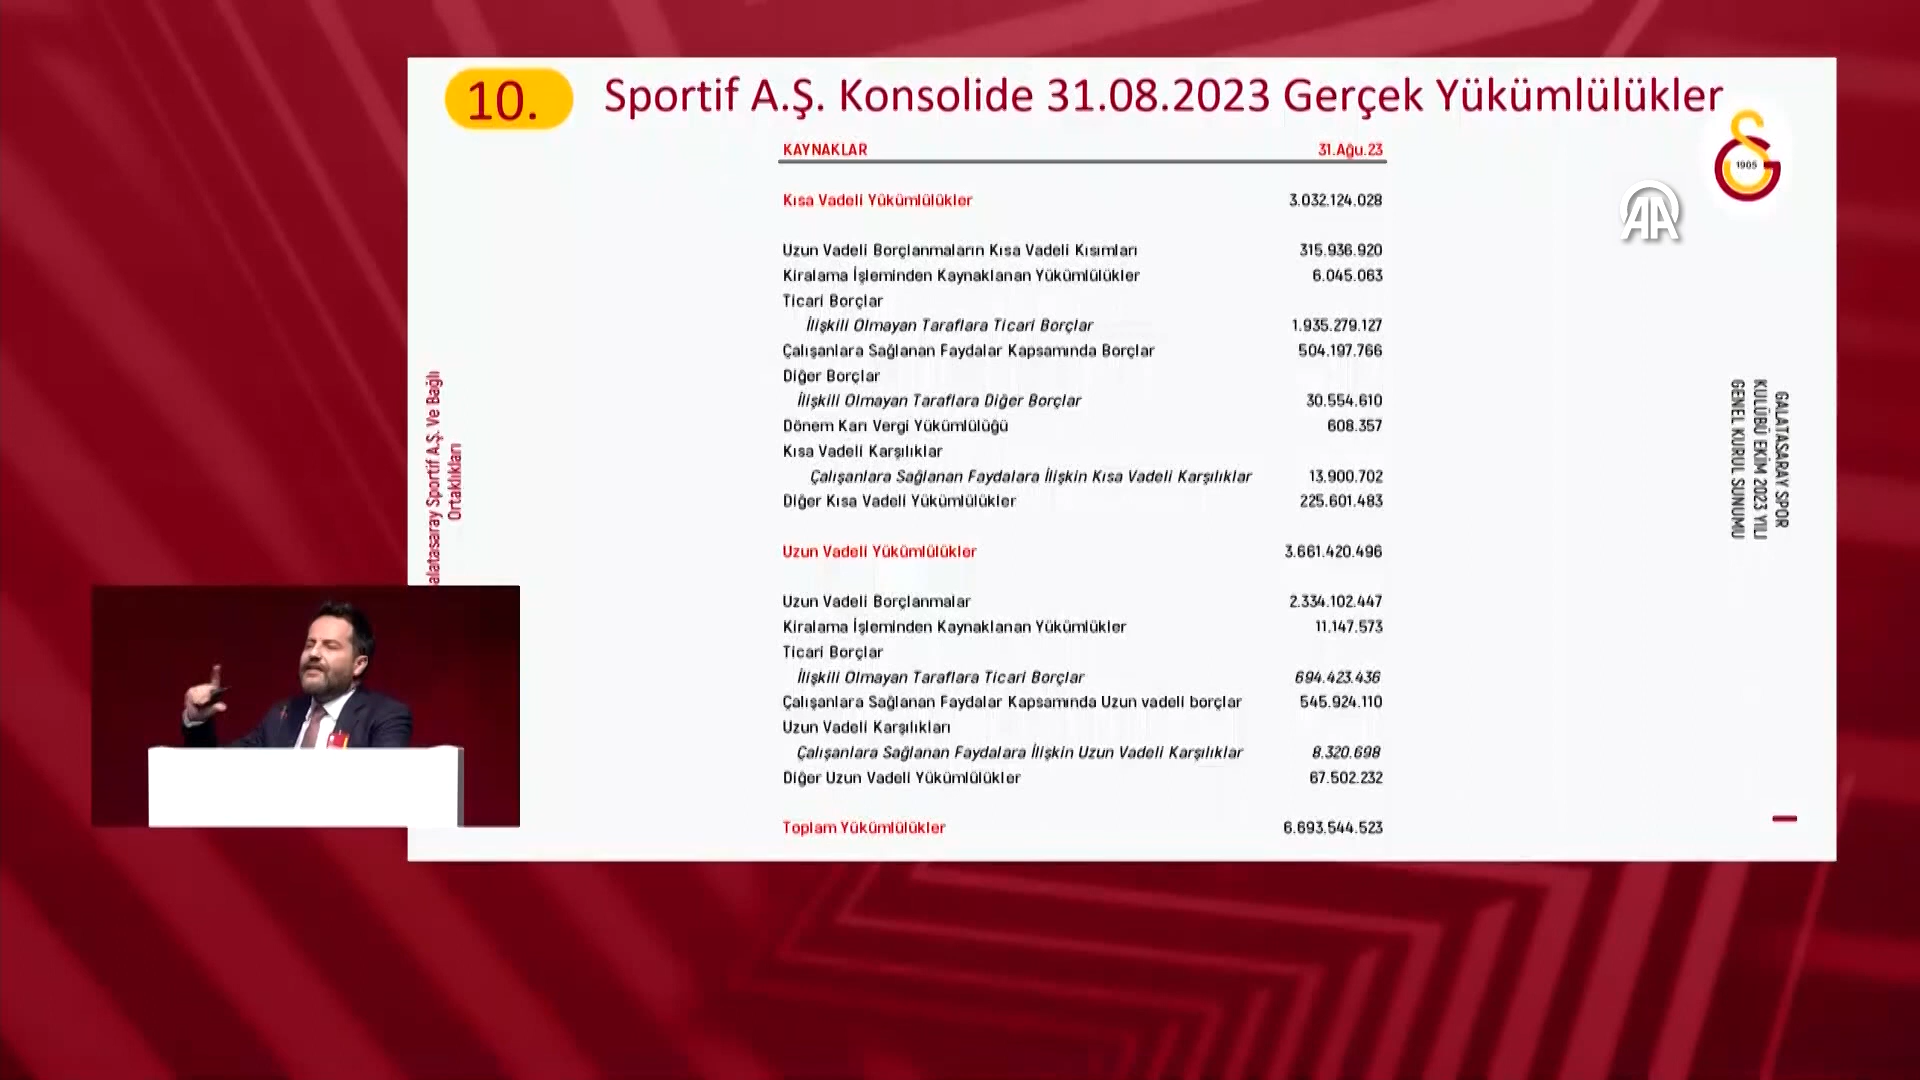 10.
Sportif A.Ş. Konsolide 31.08.2023 Gerçek Yükümlülükler
KAYNAKLAR 31.Ağu.23
Kısa Vadeli Yükümlülükler 3.032.124.028
Uzun Vadeli Borçlanmaların Kısa Vadeli Kısımları 315.936.920
Kiralama İşleminden Kaynaklanan Yükümlülükler 6.045.063
Ticari Borçlar
İlişkili Olmayan Taraflara Ticari Borçlar 1.935.279.127
Çalışanlara Sağlanan Faydalar Kapsamında Borçlar 504.197.766
Diğer Borçlar
İlişkili Olmayan Taraflara Diğer Borçlar 30.554.610
Dönem Karı Vergi Yükümlülüğü 608.357
Kısa Vadeli Karşılıklar
Çalışanlara Sağlanan Faydalara İlişkin Kısa Vadeli Karşılıklar 13.900.702
Diğer Kısa Vadeli Yükümlülükler 225.601.483
Uzun Vadeli Yükümlülükler 3.661.420.496
Uzun Vadeli Borçlanmalar 2.334.102.447
Kiralama İşleminden Kaynaklanan Yükümlükler 11.147.573
Ticari Borçlar
İlişkili Olmayan Taraflara Ticari Borçlar 694.423.436
Çalışanlara Sağlanan Faydalar Kapsamında Uzun vadeli borçlar 545.924.110
Uzun Vadeli Karşılıkları
Çalışanlara Sağlanan Faydalara İlişkin Uzun Vadeli Karşılıklar 8.320.698
Diğer Uzun Vadeli Yükümlülükler 67.502.232
Toplam Yükümlülükler 6.693.544.523
alatasaray Sportif A.Ş. Ve Bağlı
Ortaklıkları
GALATASARAY SPOR
KULÜBÜ EKİM 2023 YILI
GENEL KURUL SUNUMU
1905
AA